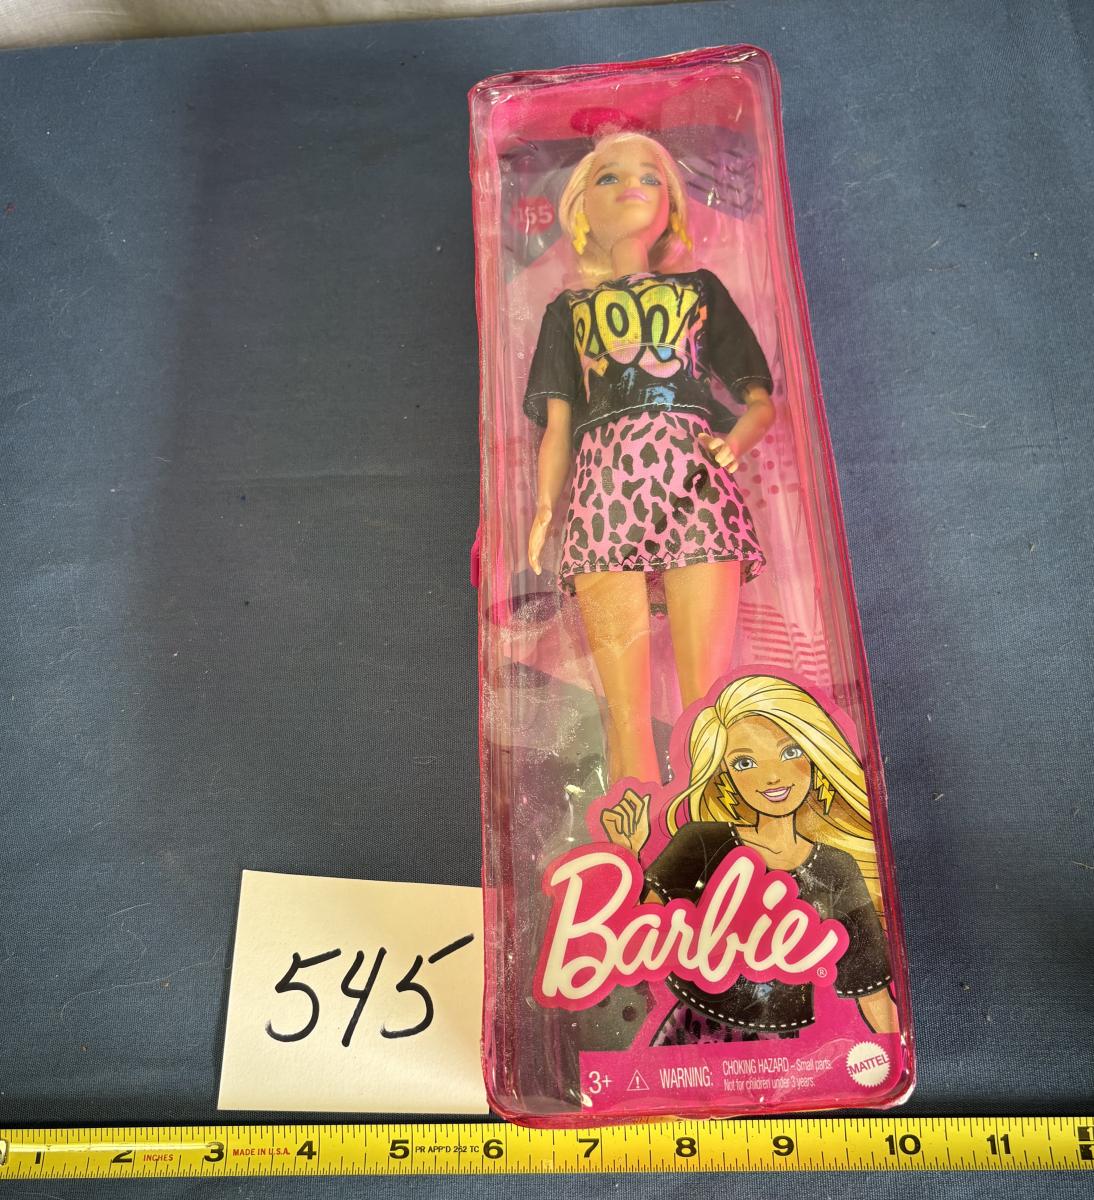 155
ROCK
545
Barbie®
3+ ⚠ WARNING: CHOKING HAZARD – Small parts.
Not for children under 3 years.
MATTEL
1 2 INCHES 3 MADE IN U.S.A. 4 5 PR APP'D 252 TC 6 7 8 9 10 11